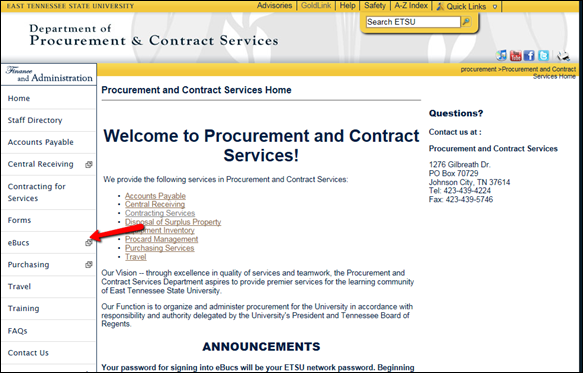 EAST TENNESSEE STATE UNIVERSITY
Advisories GoldLink Help Safety A-Z Index Quick Links
Search ETSU
Department of
Procurement & Contract Services
procurement >Procurement and Contract
Services Home
Finance
and Administration
Home
Staff Directory
Accounts Payable
Central Receiving
Contracting for
Services
Forms
eBucs
Purchasing
Travel
Training
FAQs
Contact Us
Procurement and Contract Services Home
Welcome to Procurement and Contract
Services!
We provide the following services in Procurement and Contract Services:
Accounts Payable
Central Receiving
Contracting Services
Disposal of Surplus Property
Inventory
Procard Management
Purchasing Services
Travel
Our Vision -- through excellence in quality of services and teamwork, the Procurement and
Contract Services Department aspires to provide premier services for the learning community
of East Tennessee State University.
Our Function is to organize and administer procurement for the University in accordance with
responsibility and authority delegated by the University's President and Tennessee Board of
Regents.
ANNOUNCEMENTS
Your password for signing into eBucs will be your ETSU network password. Beginning
Questions?
Contact us at :
Procurement and Contract Services
1276 Gilbreath Dr.
PO Box 70729
Johnson City, TN 37614
Tel: 423-439-4224
Fax: 423-439-5746